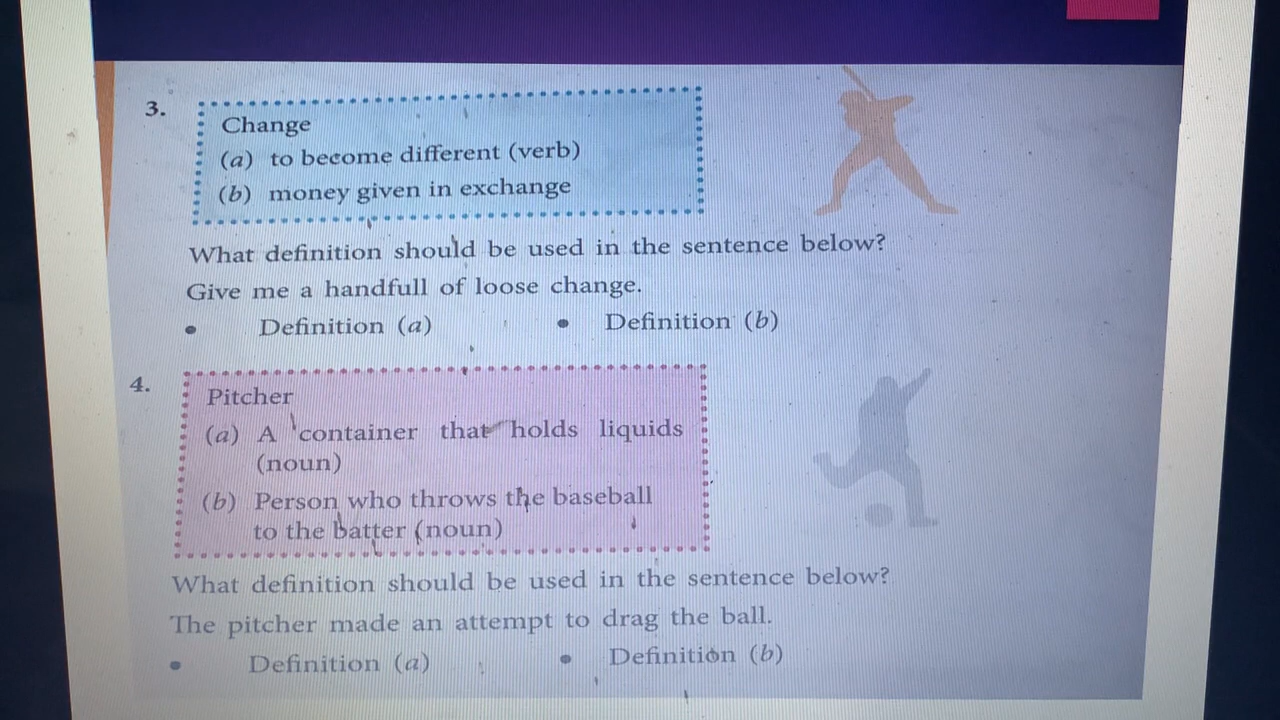 3.
Change
(a) to become different (verb)
(b) money given in exchange
What definition should be used in the sentence below?
Give me a handfull of loose change.
• Definition (a) • Definition (b)
4.
Pitcher
(a) A container that holds liquids
(noun)
(b) Person who throws the baseball
to the batter (noun)
What definition should be used in the sentence below?
The pitcher made an attempt to drag the ball.
• Definition (a) • Definition (b)